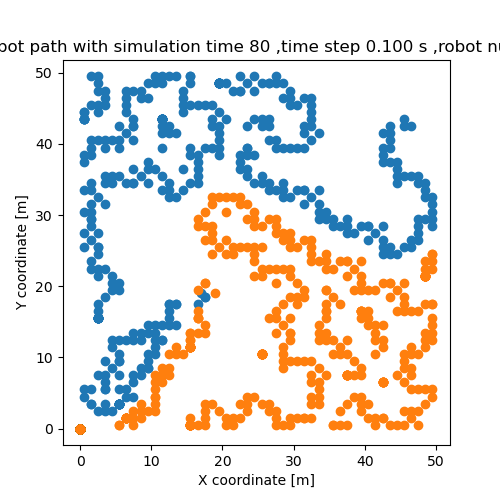 bot path with simulation time 80 ,time step 0.100 s ,robot nu
50
40
30
20
10
0
Y coordinate [m]
0 10 20 30 40 50
X coordinate [m]